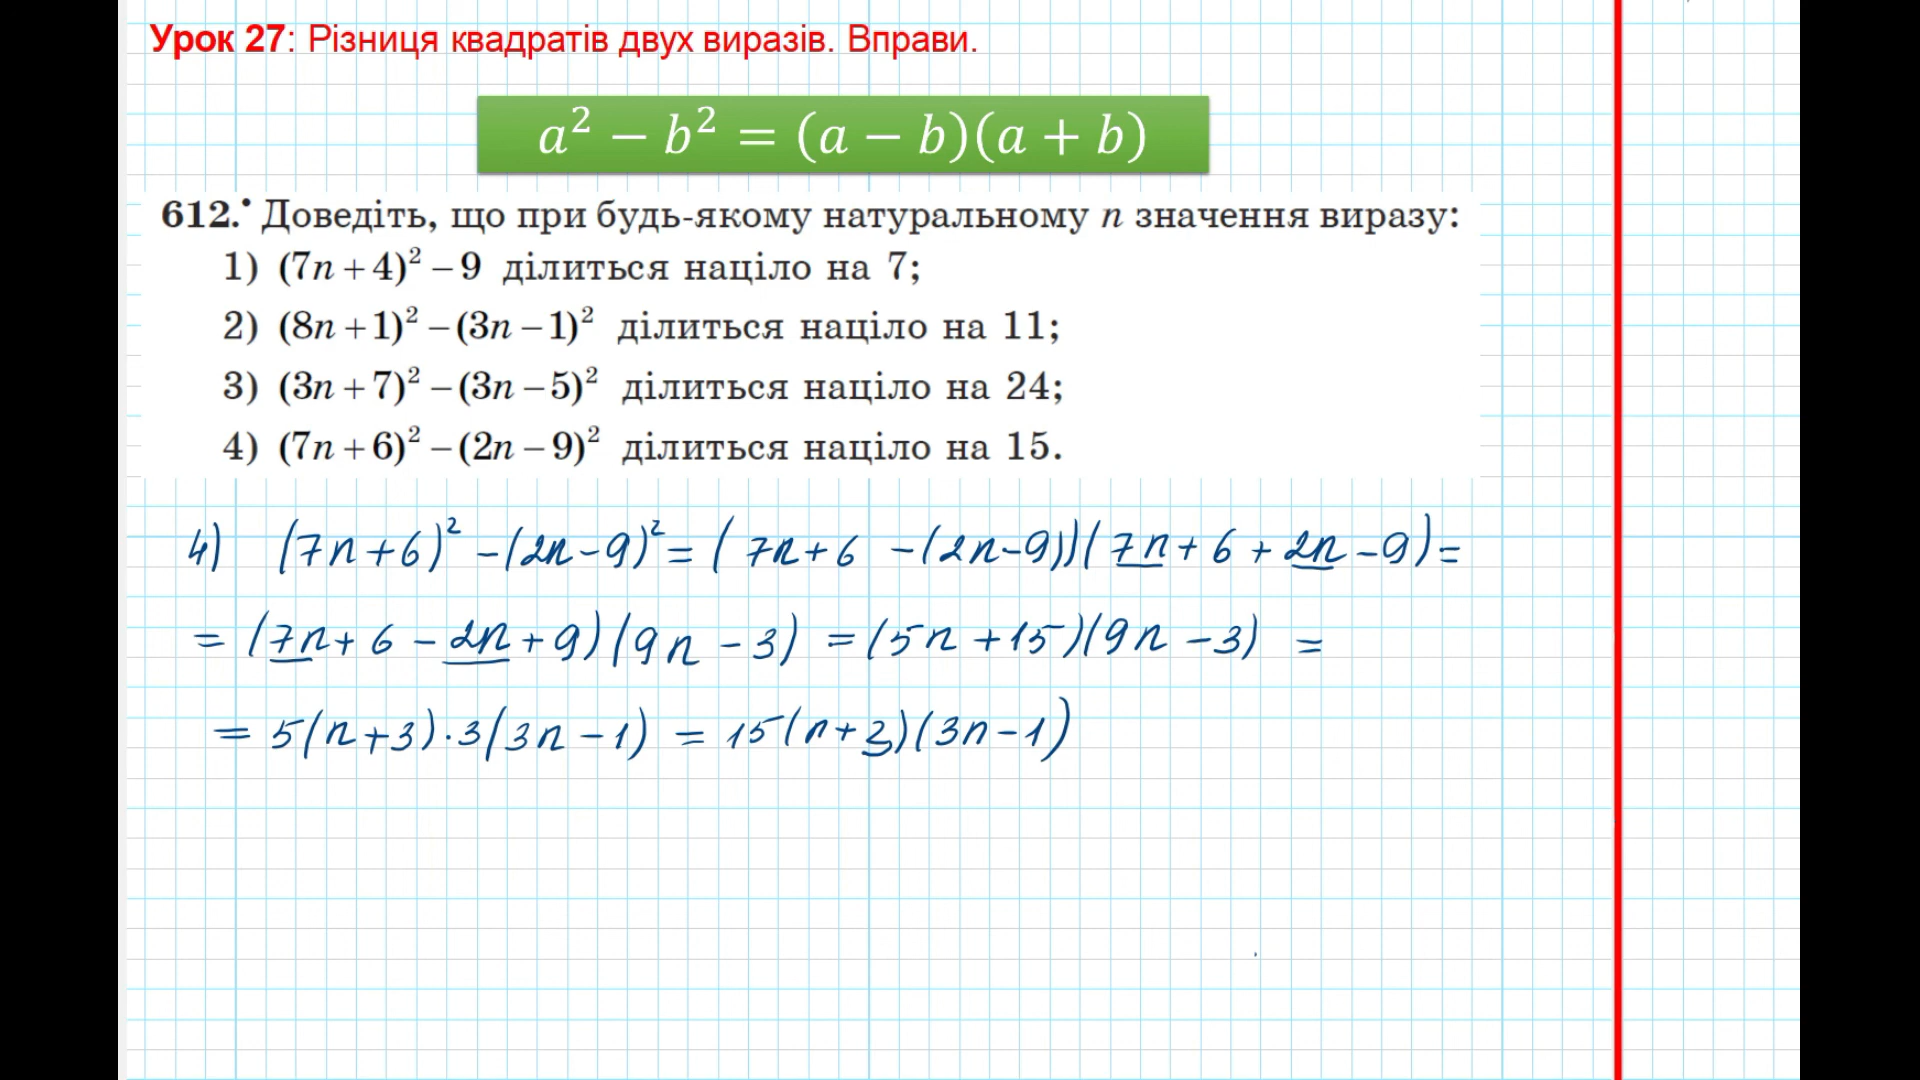 Урок 27: Різниця квадратів двух виразів. Вправи.
a² − b² = (a − b)(a + b)
612.• Доведіть, що при будь-якому натуральному n значення виразу:
1) (7n + 4)² − 9 ділиться націло на 7;
2) (8n + 1)² − (3n − 1)² ділиться націло на 11;
3) (3n + 7)² − (3n − 5)² ділиться націло на 24;
4) (7n + 6)² − (2n − 9)² ділиться націло на 15.
4) (7n+6)² −(2n−9)² = (7n+6 −(2n−9))(7n+6+2n−9) =
= (7n+6−2n+9)(9n−3) = (5n+15)(9n−3) =
= 5(n+3)·3(3n−1) = 15(n+3)(3n−1)